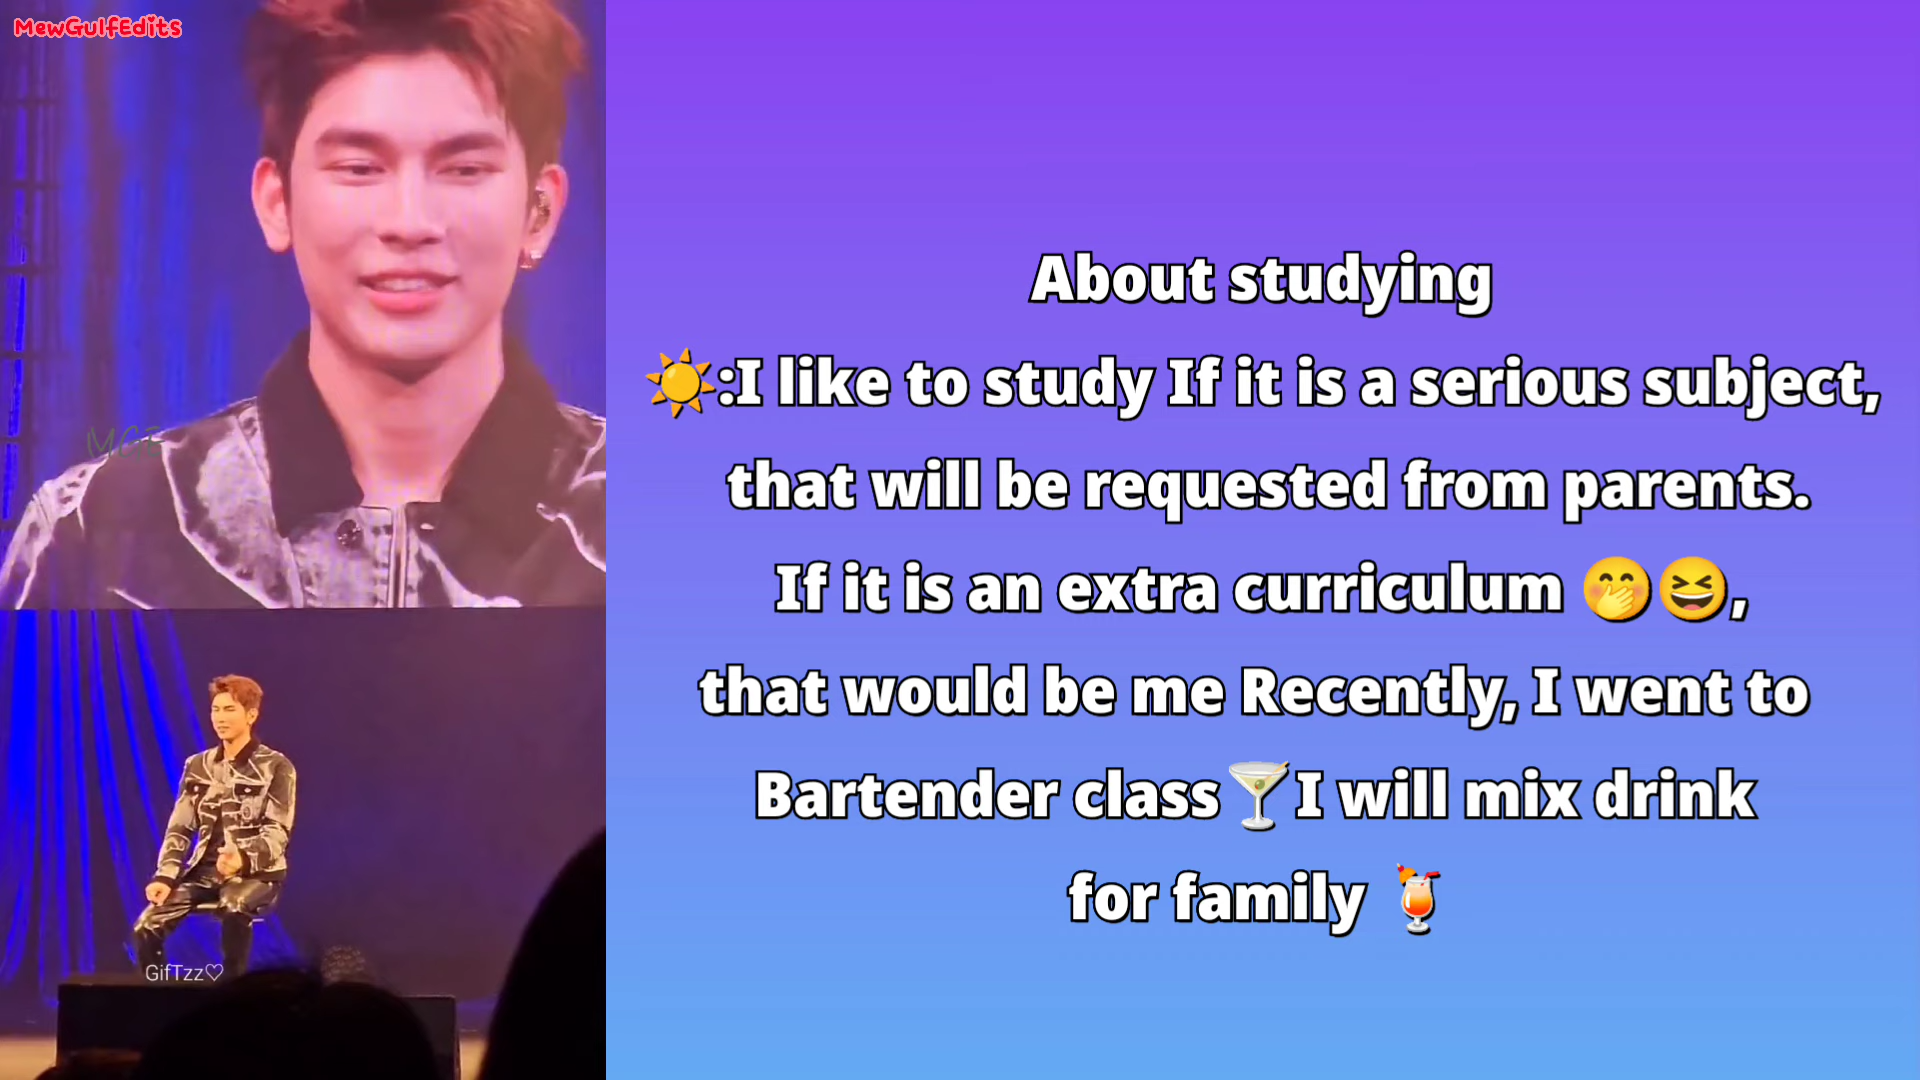 MewGulfEdits
MGE
GifTzz♡
About studying
☀️:I like to study If it is a serious subject,
that will be requested from parents.
If it is an extra curriculum 🤭😆,
that would be me Recently, I went to
Bartender class🍸I will mix drink
for family 🍹